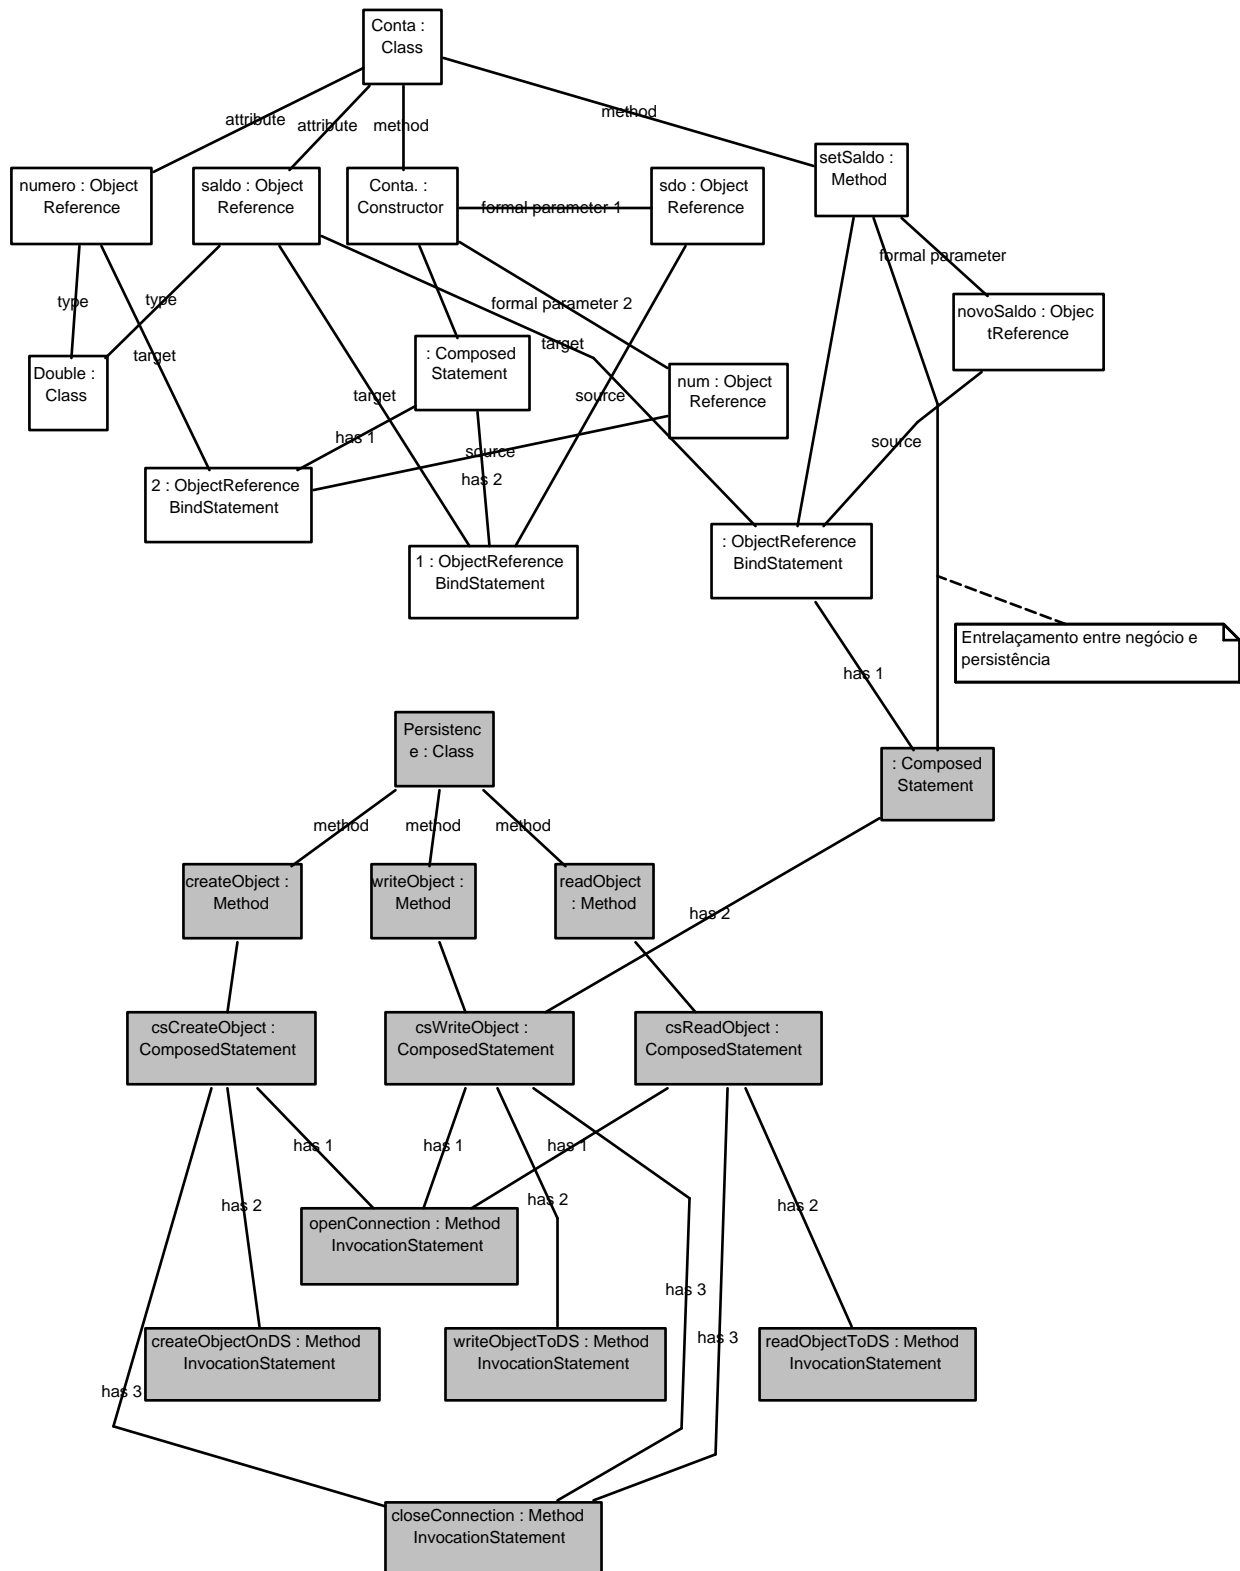 Conta :
Class
attribute
attribute
method
method
numero : Object
Reference
saldo : Object
Reference
Conta. :
Constructor
formal parameter 1
sdo : Object
Reference
setSaldo :
Method
formal parameter
type
type
target
formal parameter 2
target
novoSaldo : Objec
tReference
Double :
Class
: Composed
Statement
num : Object
Reference
target
source
has 1
source
has 2
source
2 : ObjectReference
BindStatement
1 : ObjectReference
BindStatement
: ObjectReference
BindStatement
Entrelaçamento entre negócio e
persistência
has 1
Persistenc
e : Class
: Composed
Statement
method
method
method
createObject :
Method
writeObject :
Method
readObject
: Method
has 2
csCreateObject :
ComposedStatement
csWriteObject :
ComposedStatement
csReadObject :
ComposedStatement
has 1
has 1
has 1
has 2
has 2
has 2
openConnection : Method
InvocationStatement
has 3
has 3
createObjectOnDS : Method
InvocationStatement
writeObjectToDS : Method
InvocationStatement
readObjectToDS : Method
InvocationStatement
has 3
closeConnection : Method
InvocationStatement